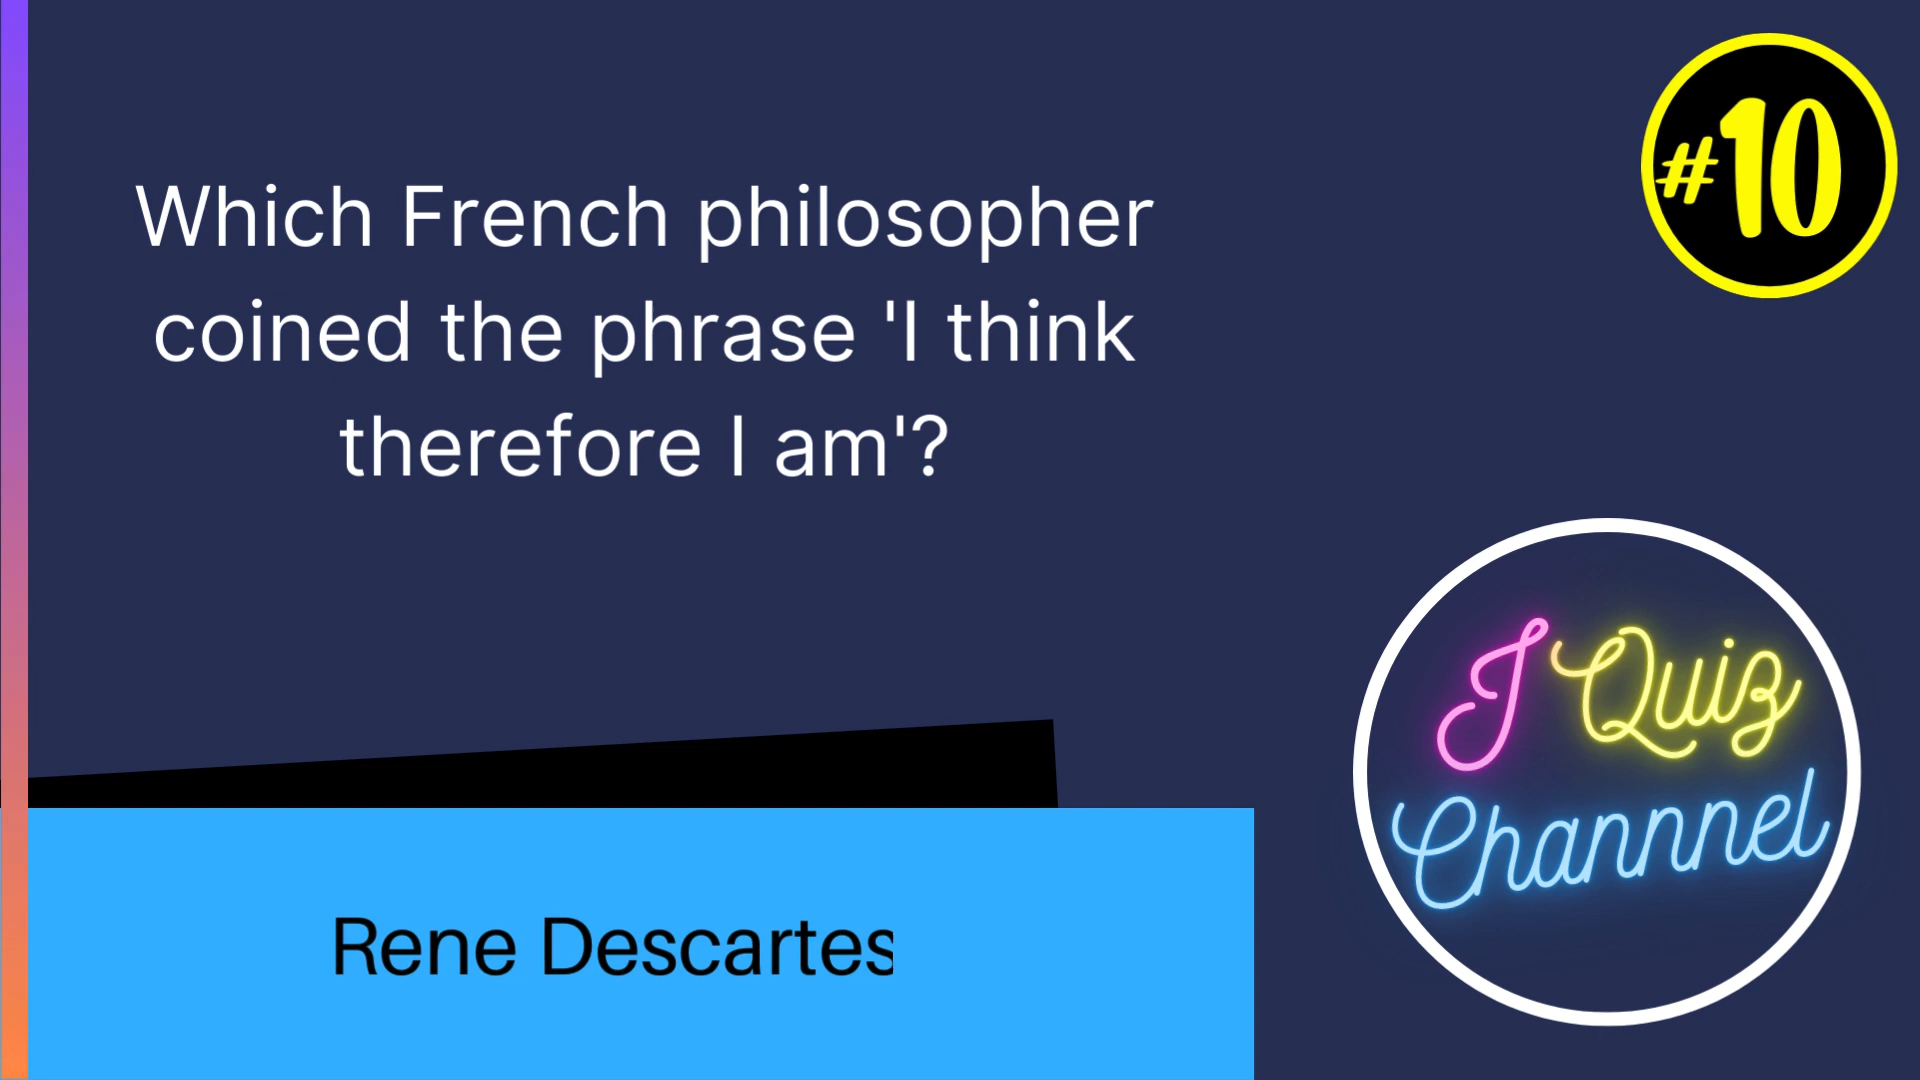 #10
Which French philosopher
coined the phrase 'I think
therefore I am'?
I Quiz
Channnel
Rene Descartes